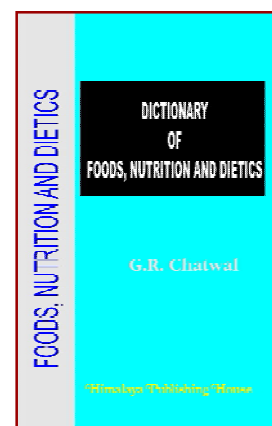 FOODS, NUTRITION AND DIETICS
DICTIONARY
OF
FOODS, NUTRITION AND DIETICS
G.R. Chatwal
Himalaya Publishing House